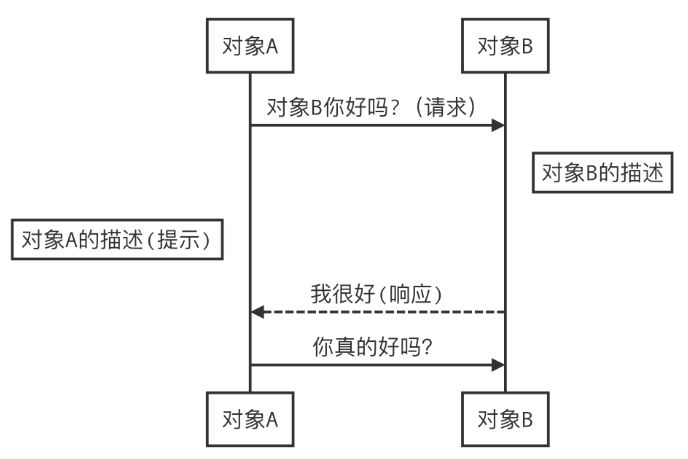 对象A
对象B
对象B你好吗?（请求）
对象B的描述
对象A的描述(提示)
我很好(响应)
你真的好吗?
对象A
对象B